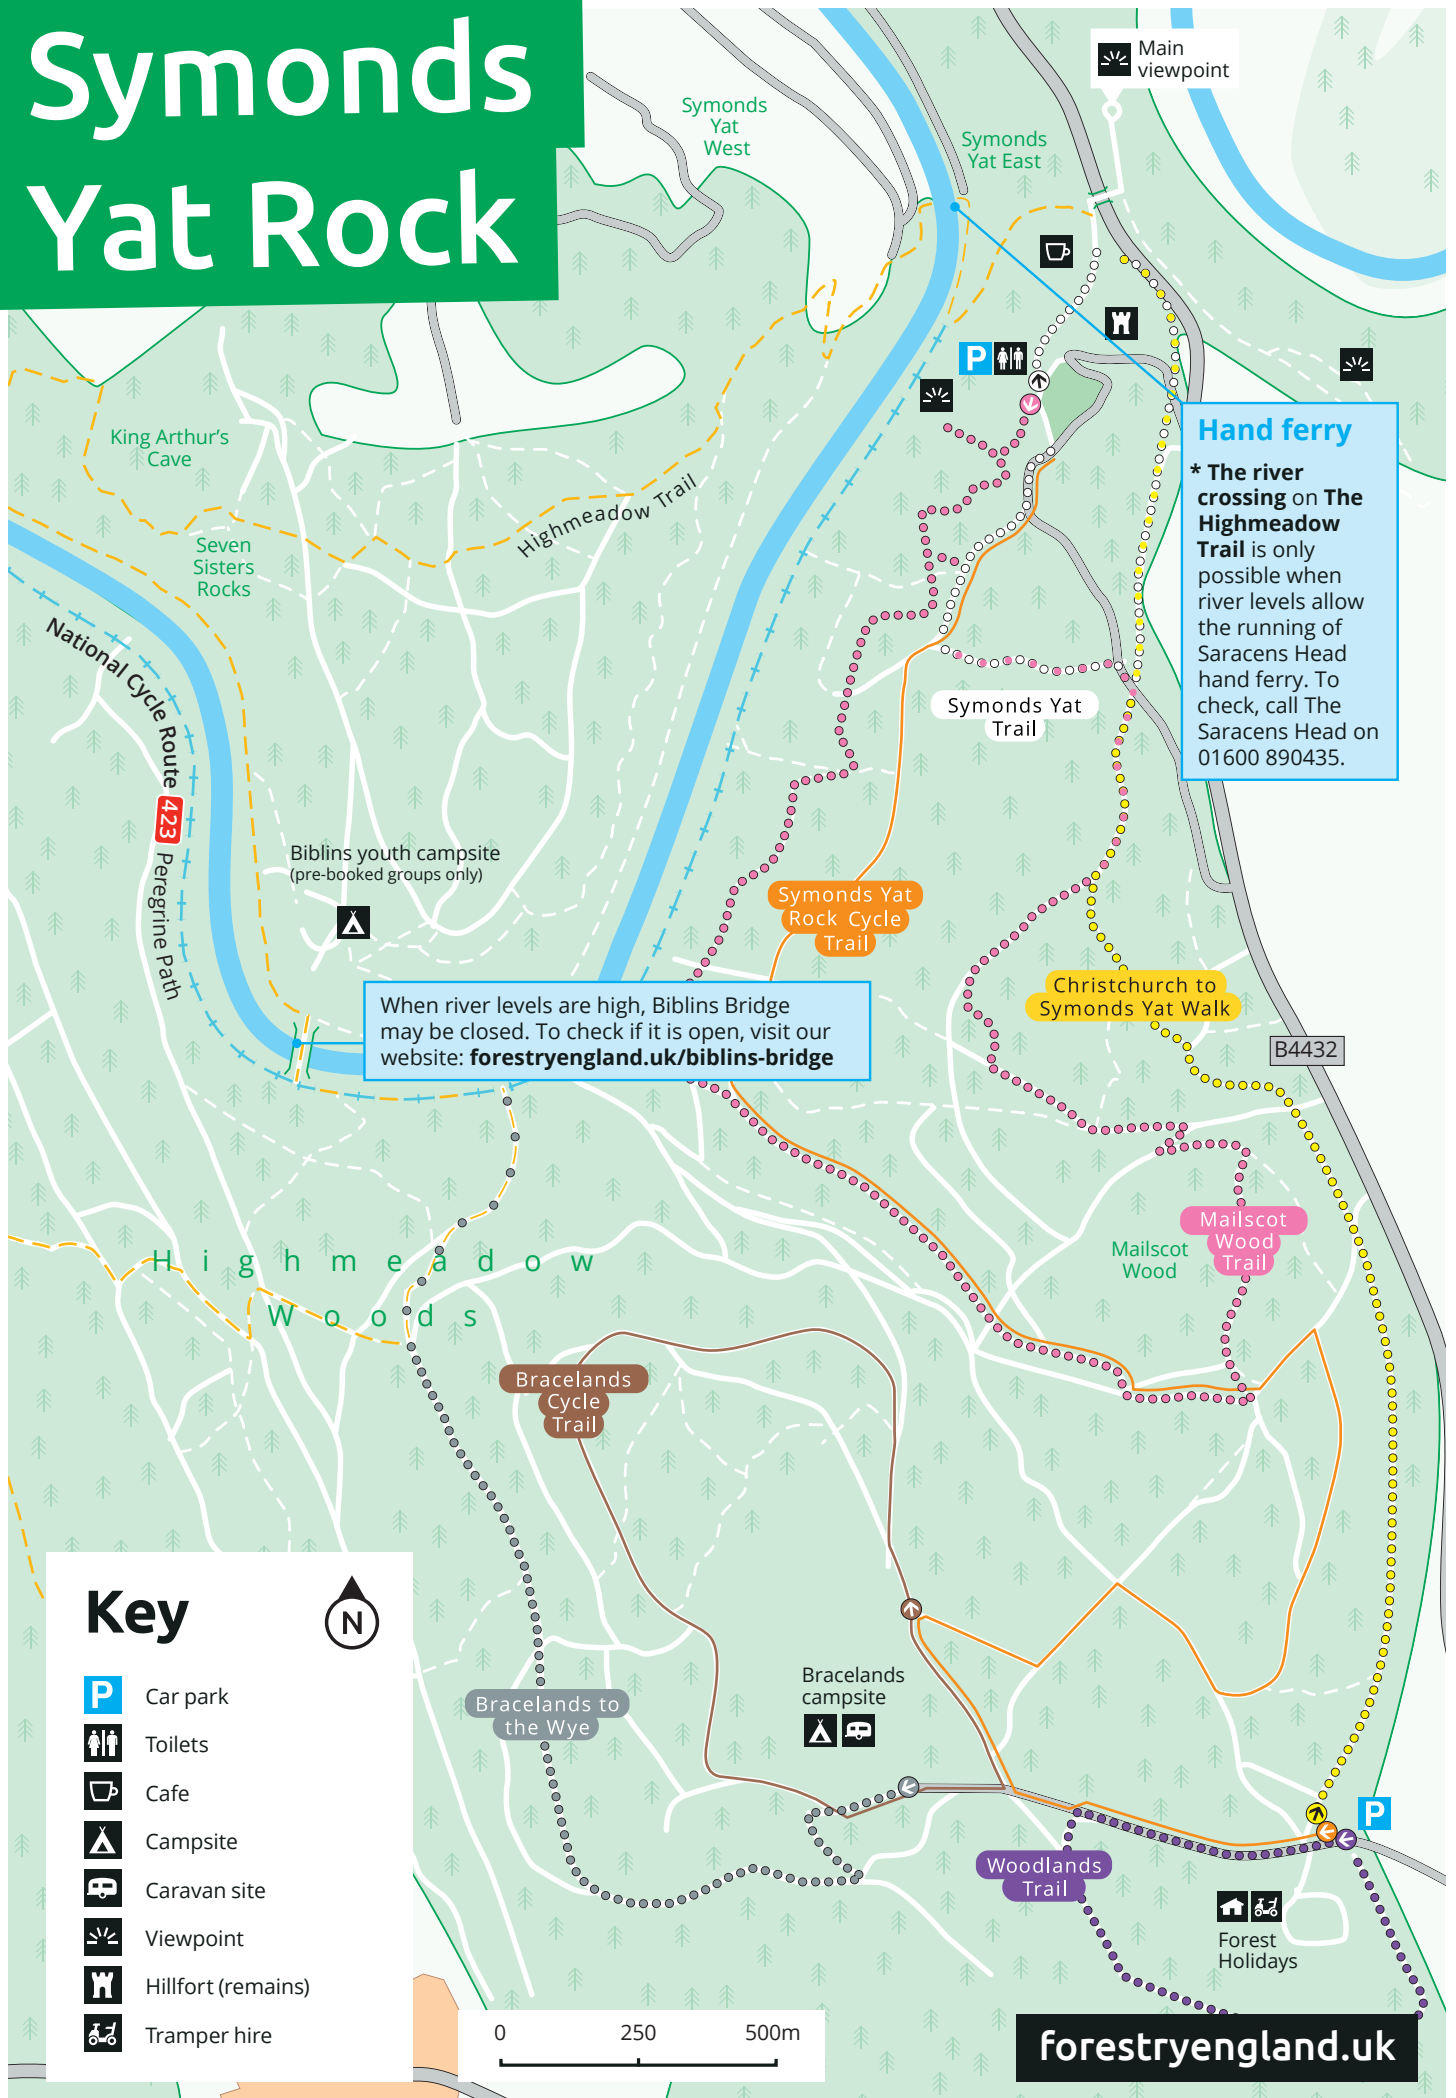 Symonds
Yat Rock
Main
viewpoint
Symonds
Yat
West
Symonds
Yat East
P
King Arthur's
Cave
Highmeadow Trail
Seven
Sisters
Rocks
Hand ferry
* The river
crossing on The
Highmeadow
Trail is only
possible when
river levels allow
the running of
Saracens Head
hand ferry. To
check, call The
Saracens Head on
01600 890435.
National Cycle Route
423
Peregrine Path
Symonds Yat
Trail
Biblins youth campsite
(pre-booked groups only)
Symonds Yat
Rock Cycle
Trail
Christchurch to
Symonds Yat Walk
When river levels are high, Biblins Bridge
may be closed. To check if it is open, visit our
website: forestryengland.uk/biblins-bridge
B4432
Mailscot
Wood
Trail
Mailscot
Wood
Highmeadow
Woods
Bracelands
Cycle
Trail
Bracelands to
the Wye
Bracelands
campsite
P
Woodlands
Trail
Forest
Holidays
Key
N
P Car park
Toilets
Cafe
Campsite
Caravan site
Viewpoint
Hillfort (remains)
Tramper hire
0 250 500m
forestryengland.uk